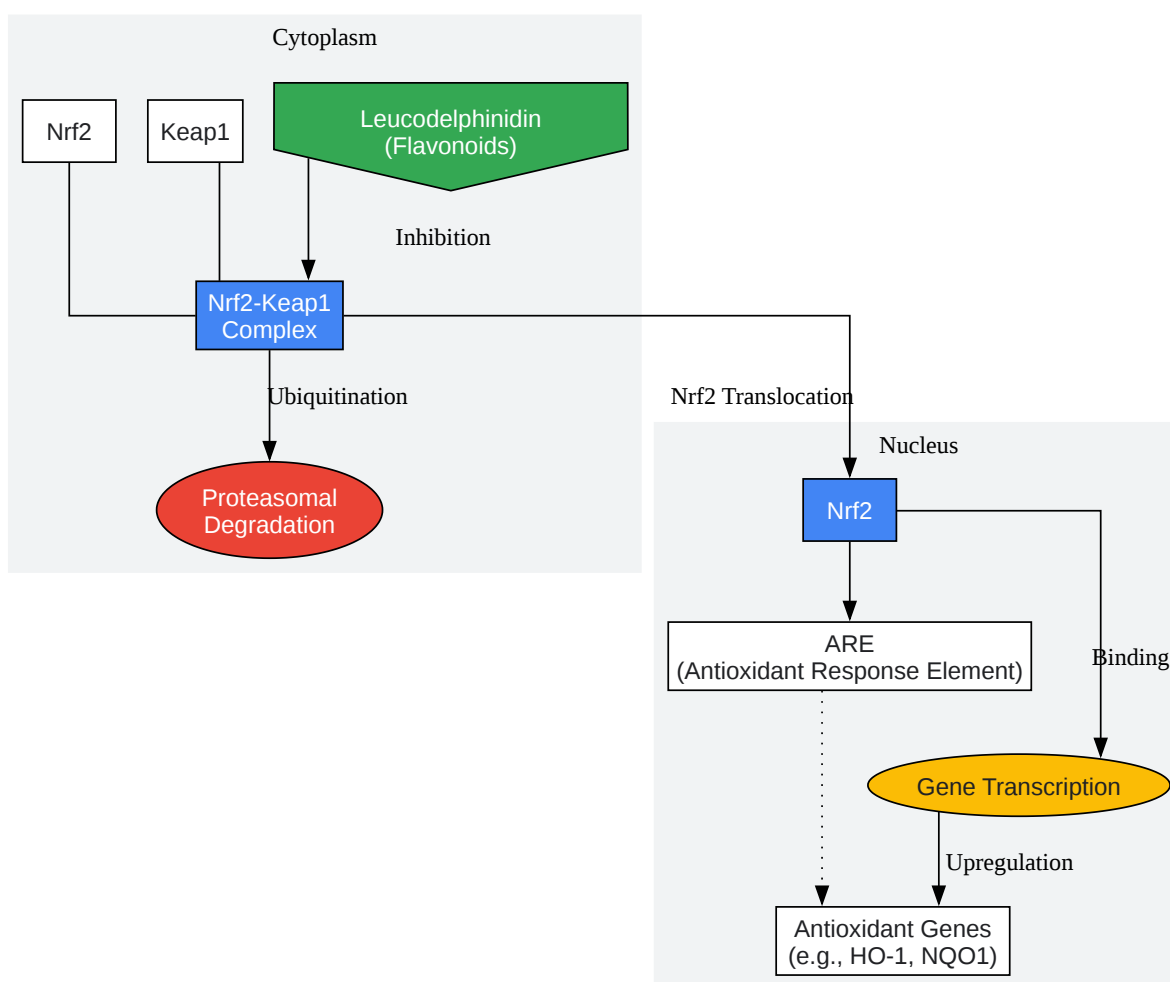 Cytoplasm
Nrf2
Keap1
Leucodelphinidin
(Flavonoids)
Inhibition
Nrf2-Keap1
Complex
Ubiquitination
Nrf2 Translocation
Proteasomal
Degradation
Nucleus
Nrf2
ARE
(Antioxidant Response Element)
Binding
Gene Transcription
Upregulation
Antioxidant Genes
(e.g., HO-1, NQO1)